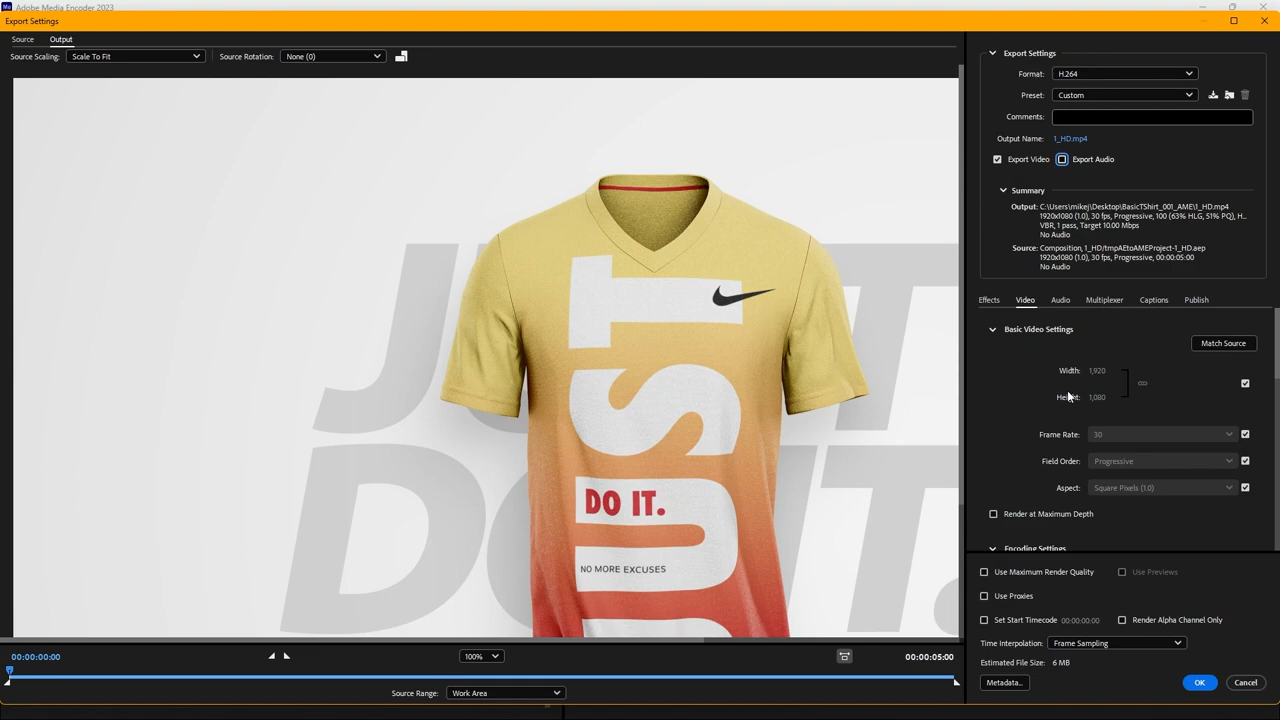 Me
Adobe Media Encoder 2023
Export Settings
Source
Output
Source Scaling:
Scale To Fit
Source Rotation:
None (0)
JUST
DO IT.
JUST
DO IT.
NO MORE EXCUSES
00:00:00:00
100%
00:00:05:00
Source Range:
Work Area
Export Settings
Format:
H.264
Preset:
Custom
Comments:
Output Name:
1_HD.mp4
Export Video
Export Audio
Summary
Output: C:\Users\mikej\Desktop\BasicTShirt_001_AME\1_HD.mp4
1920x1080 (1.0), 30 fps, Progressive, 100 (63% HLG, 51% PQ), H...
VBR, 1 pass, Target 10.00 Mbps
No Audio
Source: Composition, 1_HD/tmpAEtoAMEProject-1_HD.aep
1920x1080 (1.0), 30 fps, Progressive, 00:00:05:00
No Audio
Effects
Video
Audio
Multiplexer
Captions
Publish
Basic Video Settings
Match Source
Width:
1,920
Height:
1,080
Frame Rate:
30
Field Order:
Progressive
Aspect:
Square Pixels (1.0)
Render at Maximum Depth
Encoding Settings
Use Maximum Render Quality
Use Previews
Use Proxies
Set Start Timecode
00:00:00:00
Render Alpha Channel Only
Time Interpolation:
Frame Sampling
Estimated File Size:
6 MB
Metadata...
OK
Cancel